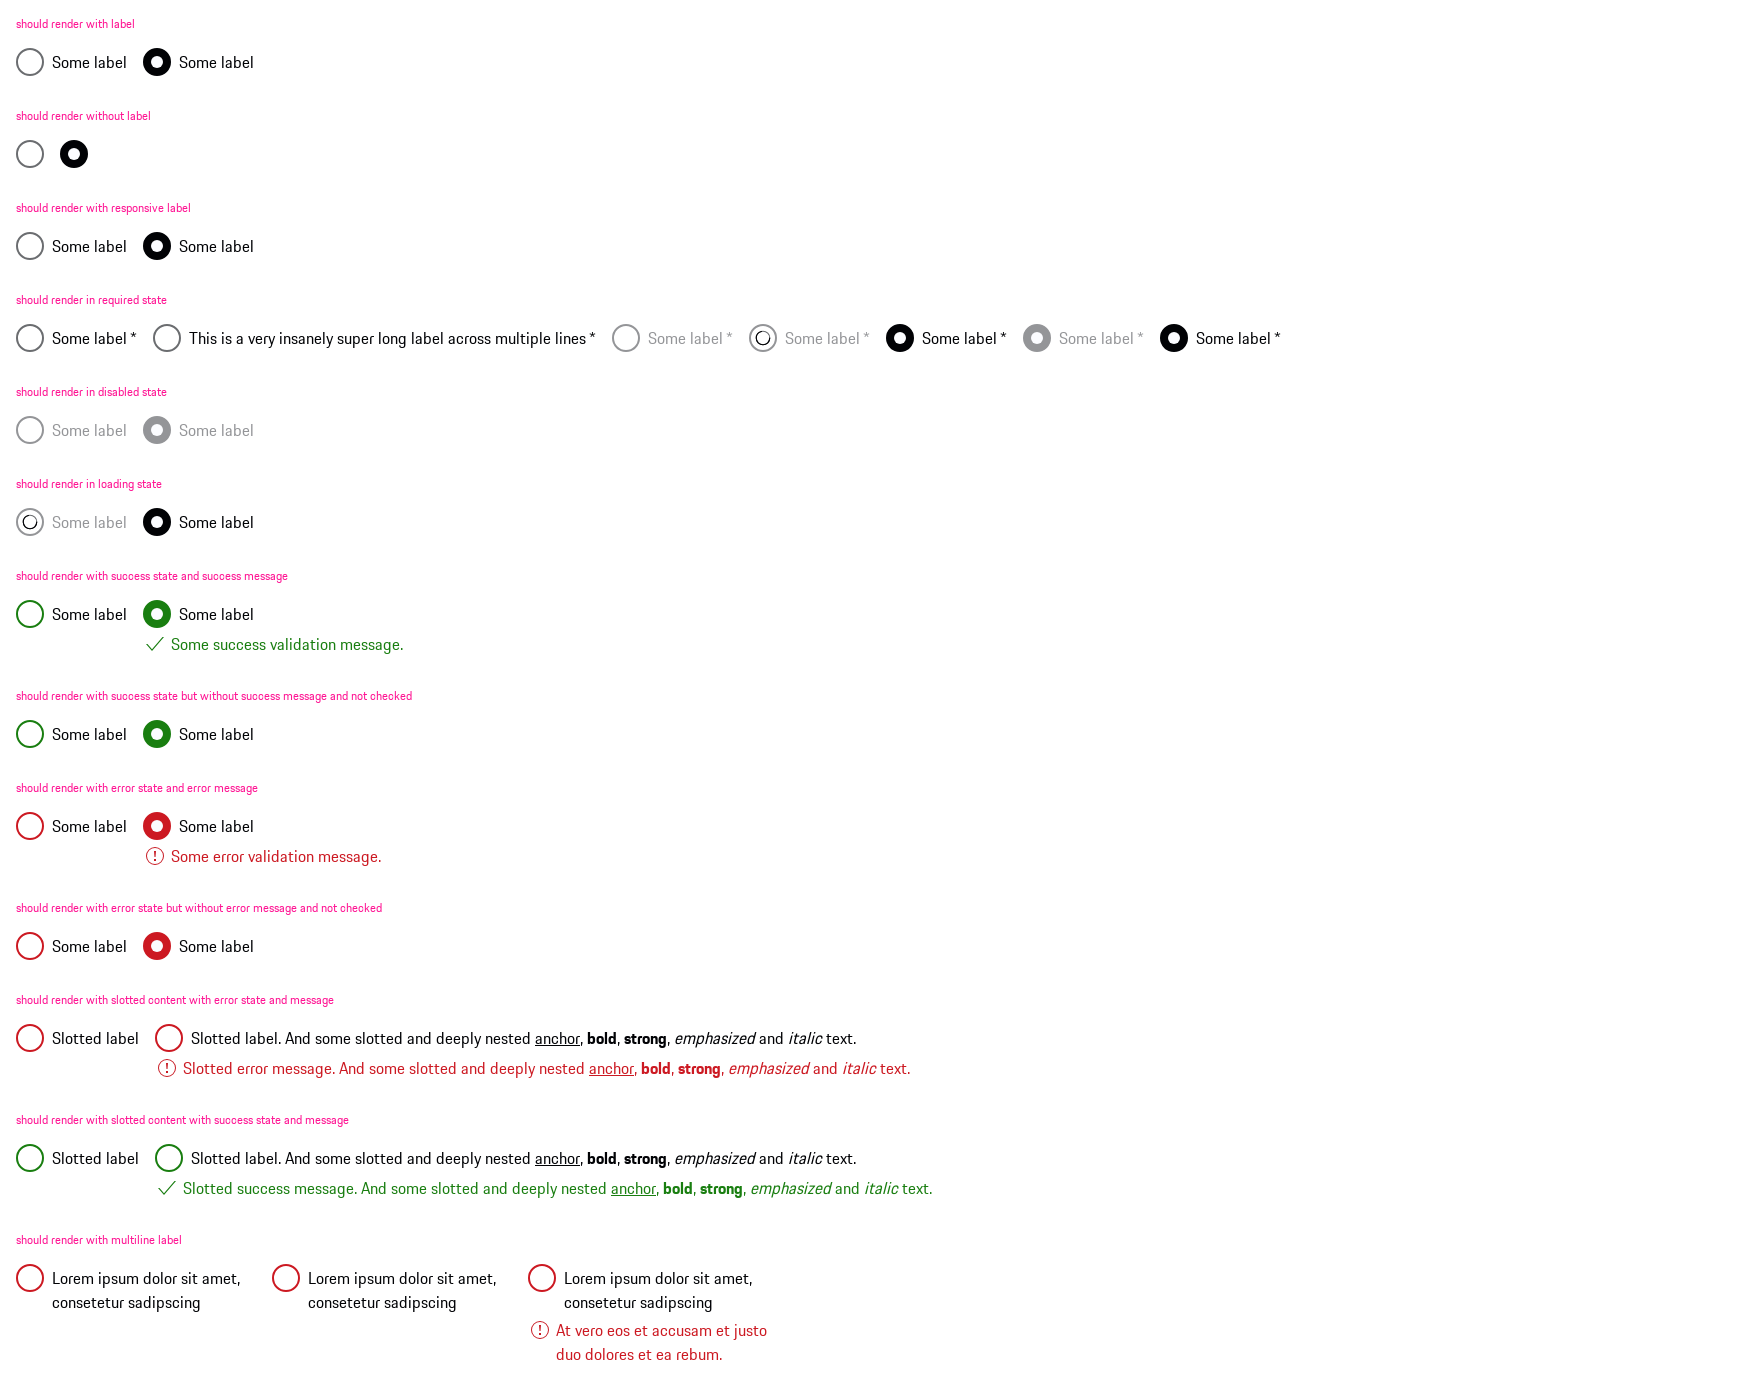 should render with label
Some label Some label
should render without label
should render with responsive label
Some label Some label
should render in required state
Some label * This is a very insanely super long label across multiple lines * Some label * Some label * Some label * Some label * Some label *
should render in disabled state
Some label Some label
should render in loading state
Some label Some label
should render with success state and success message
Some label Some label
Some success validation message.
should render with success state but without success message and not checked
Some label Some label
should render with error state and error message
Some label Some label
Some error validation message.
should render with error state but without error message and not checked
Some label Some label
should render with slotted content with error state and message
Slotted label Slotted label. And some slotted and deeply nested anchor, bold, strong, emphasized and italic text.
Slotted error message. And some slotted and deeply nested anchor, bold, strong, emphasized and italic text.
should render with slotted content with success state and message
Slotted label Slotted label. And some slotted and deeply nested anchor, bold, strong, emphasized and italic text.
Slotted success message. And some slotted and deeply nested anchor, bold, strong, emphasized and italic text.
should render with multiline label
Lorem ipsum dolor sit amet, Lorem ipsum dolor sit amet, Lorem ipsum dolor sit amet,
consetetur sadipscing consetetur sadipscing consetetur sadipscing
At vero eos et accusam et justo
duo dolores et ea rebum.